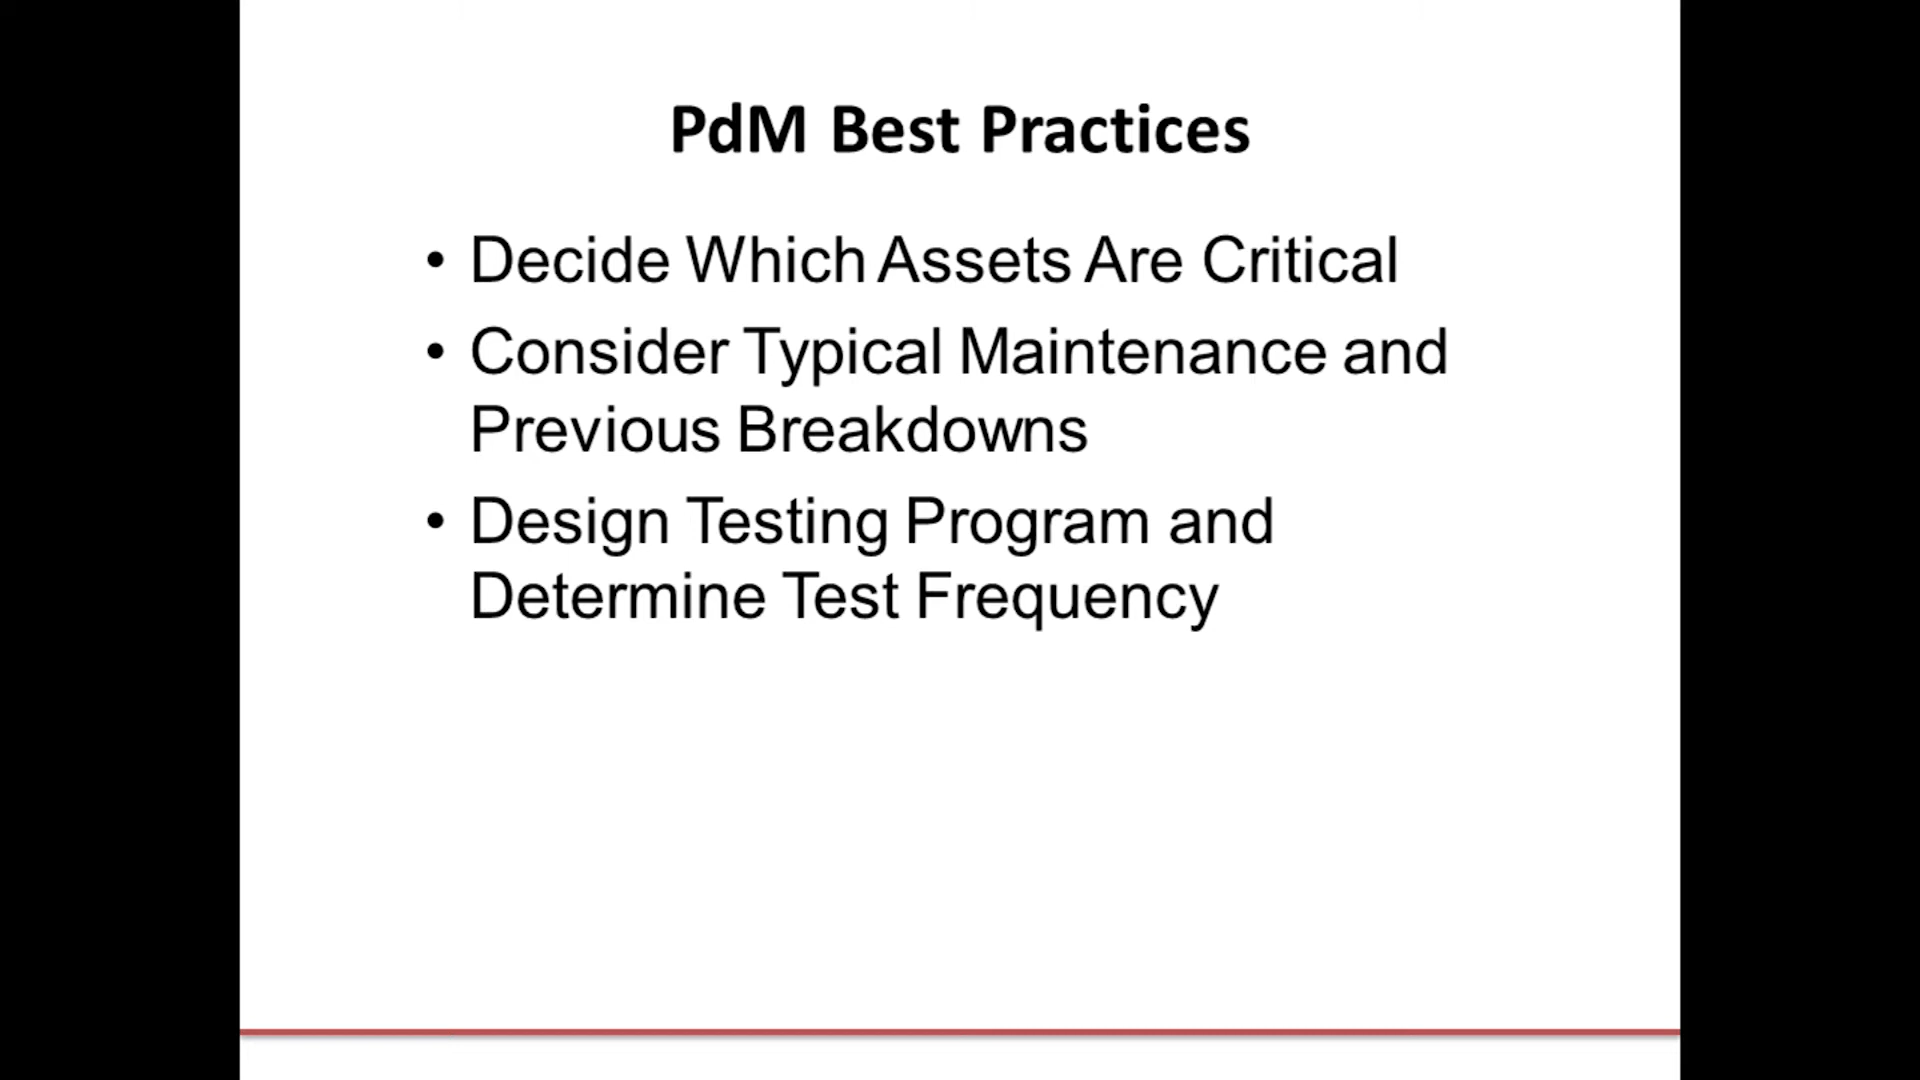 PdM Best Practices
• Decide Which Assets Are Critical
• Consider Typical Maintenance and
Previous Breakdowns
• Design Testing Program and
Determine Test Frequency